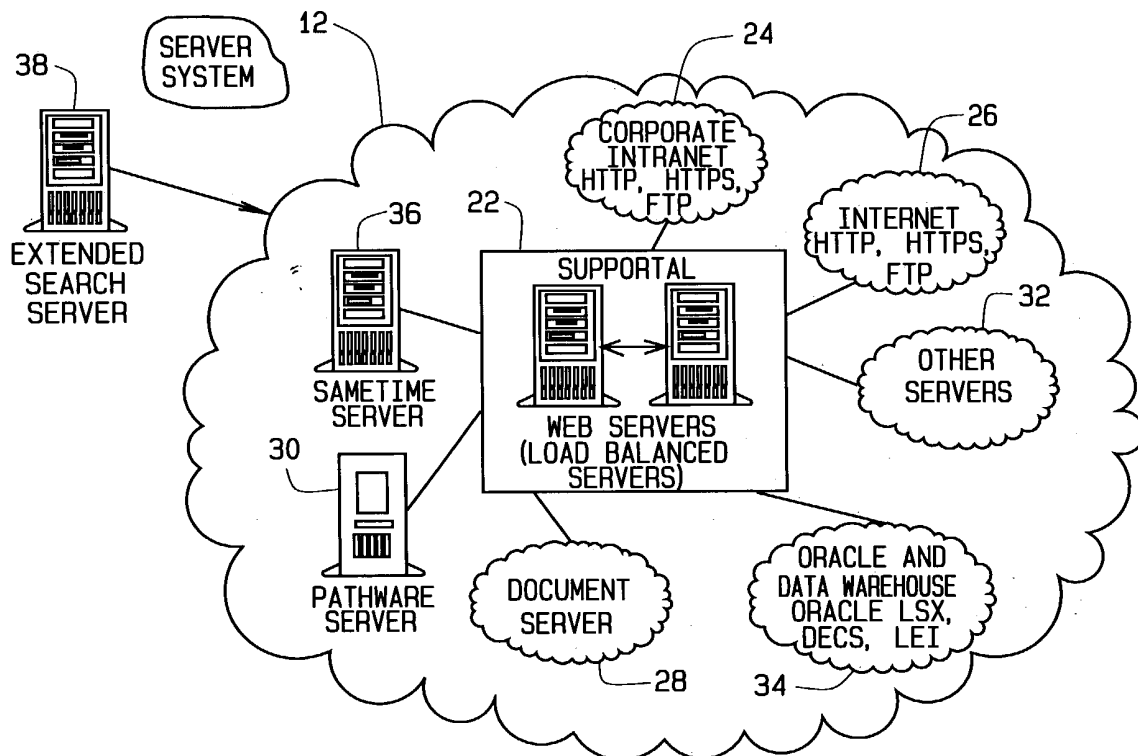 SERVER
SYSTEM
12
24
38
26
CORPORATE
INTRANET
HTTP, HTTPS,
FTP
36
22
INTERNET
HTTP, HTTPS,
FTP
EXTENDED
SEARCH
SERVER
SUPPORTAL
32
OTHER
SERVERS
SAMETIME
SERVER
WEB SERVERS
(LOAD BALANCED
SERVERS)
30
PATHWARE
SERVER
DOCUMENT
SERVER
ORACLE AND
DATA WAREHOUSE
ORACLE LSX,
DECS, LEI
28
34